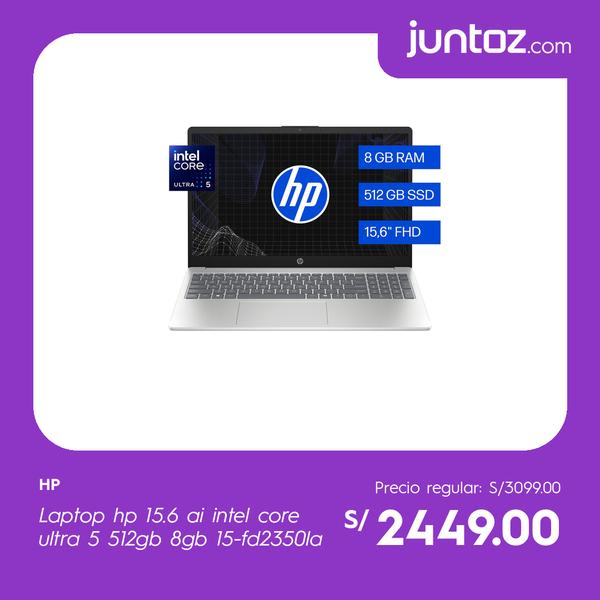 juntoz.com
intel
CORE
ULTRA 5
hp
8 GB RAM
512 GB SSD
15,6" FHD
HP
Laptop hp 15.6 ai intel core
ultra 5 512gb 8gb 15-fd2350la
Precio regular: S/3099.00
S/ 2449.00